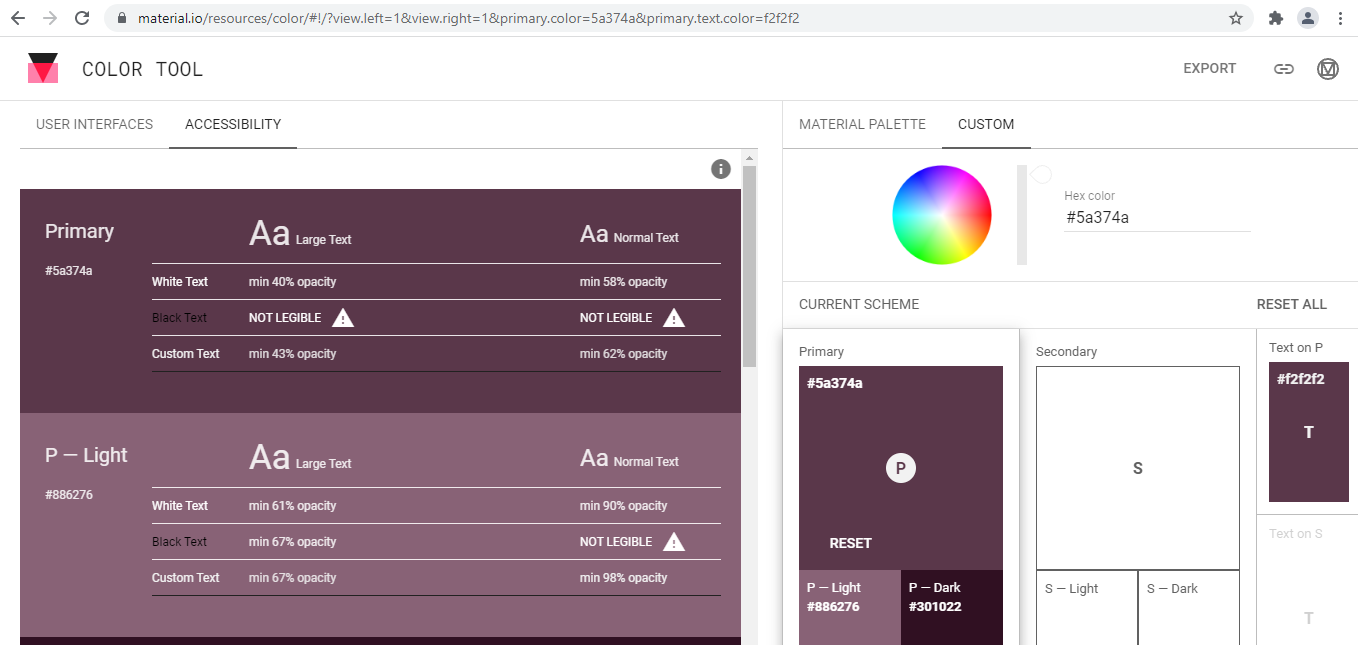 material.io/resources/color/#!/?view.left=1&view.right=1&primary.color=5a374a&primary.text.color=f2f2f2
COLOR TOOL
EXPORT
USER INTERFACES
ACCESSIBILITY
MATERIAL PALETTE
CUSTOM
Hex color
#5a374a
Primary
Aa Large Text
Aa Normal Text
#5a374a
White Text
min 40% opacity
min 58% opacity
Black Text
NOT LEGIBLE
NOT LEGIBLE
Custom Text
min 43% opacity
min 62% opacity
P — Light
Aa Large Text
Aa Normal Text
#886276
White Text
min 61% opacity
min 90% opacity
Black Text
min 67% opacity
NOT LEGIBLE
Custom Text
min 67% opacity
min 98% opacity
CURRENT SCHEME
RESET ALL
Primary
#5a374a
P
RESET
P — Light
#886276
P — Dark
#301022
Secondary
S
S — Light
S — Dark
Text on P
#f2f2f2
T
Text on S
T